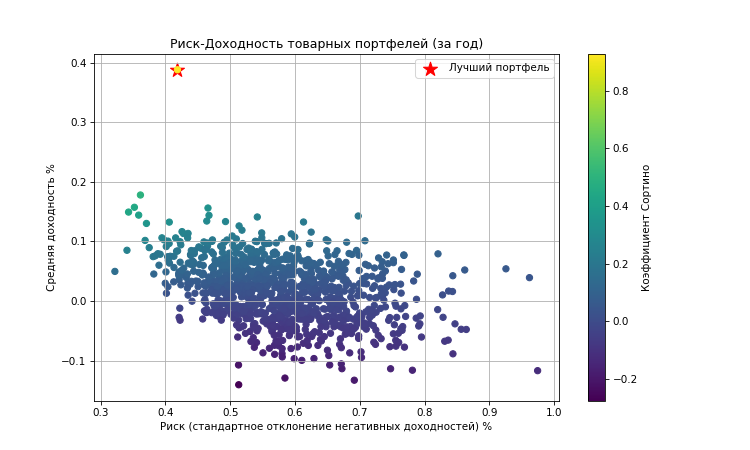 Риск-Доходность товарных портфелей (за год)
Лучший портфель
0.4
0.3
0.2
0.1
0.0
−0.1
Средняя доходность %
0.3 0.4 0.5 0.6 0.7 0.8 0.9 1.0
Риск (стандартное отклонение негативных доходностей) %
0.8
0.6
0.4
0.2
0.0
−0.2
Коэффициент Сортино